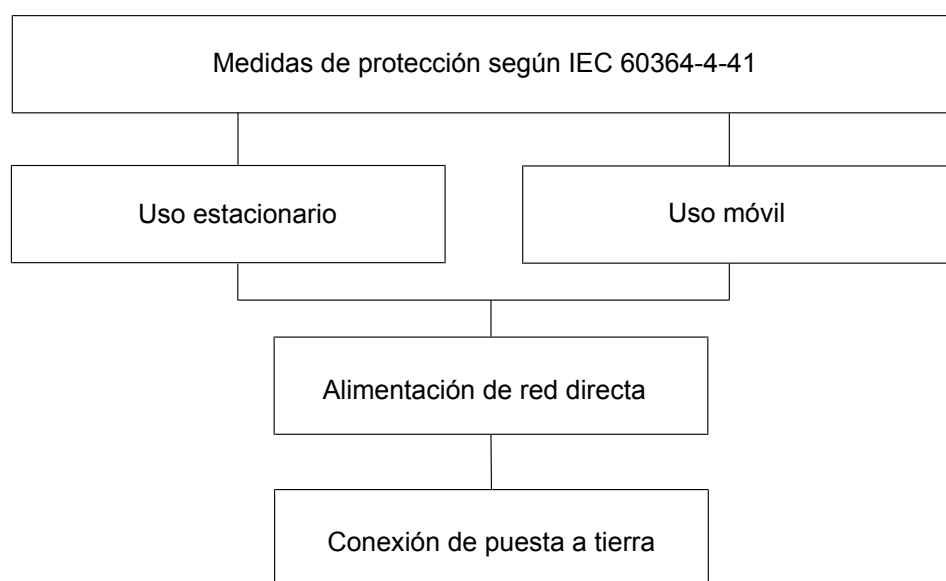 Medidas de protección según IEC 60364-4-41
Uso estacionario
Uso móvil
Alimentación de red directa
Conexión de puesta a tierra